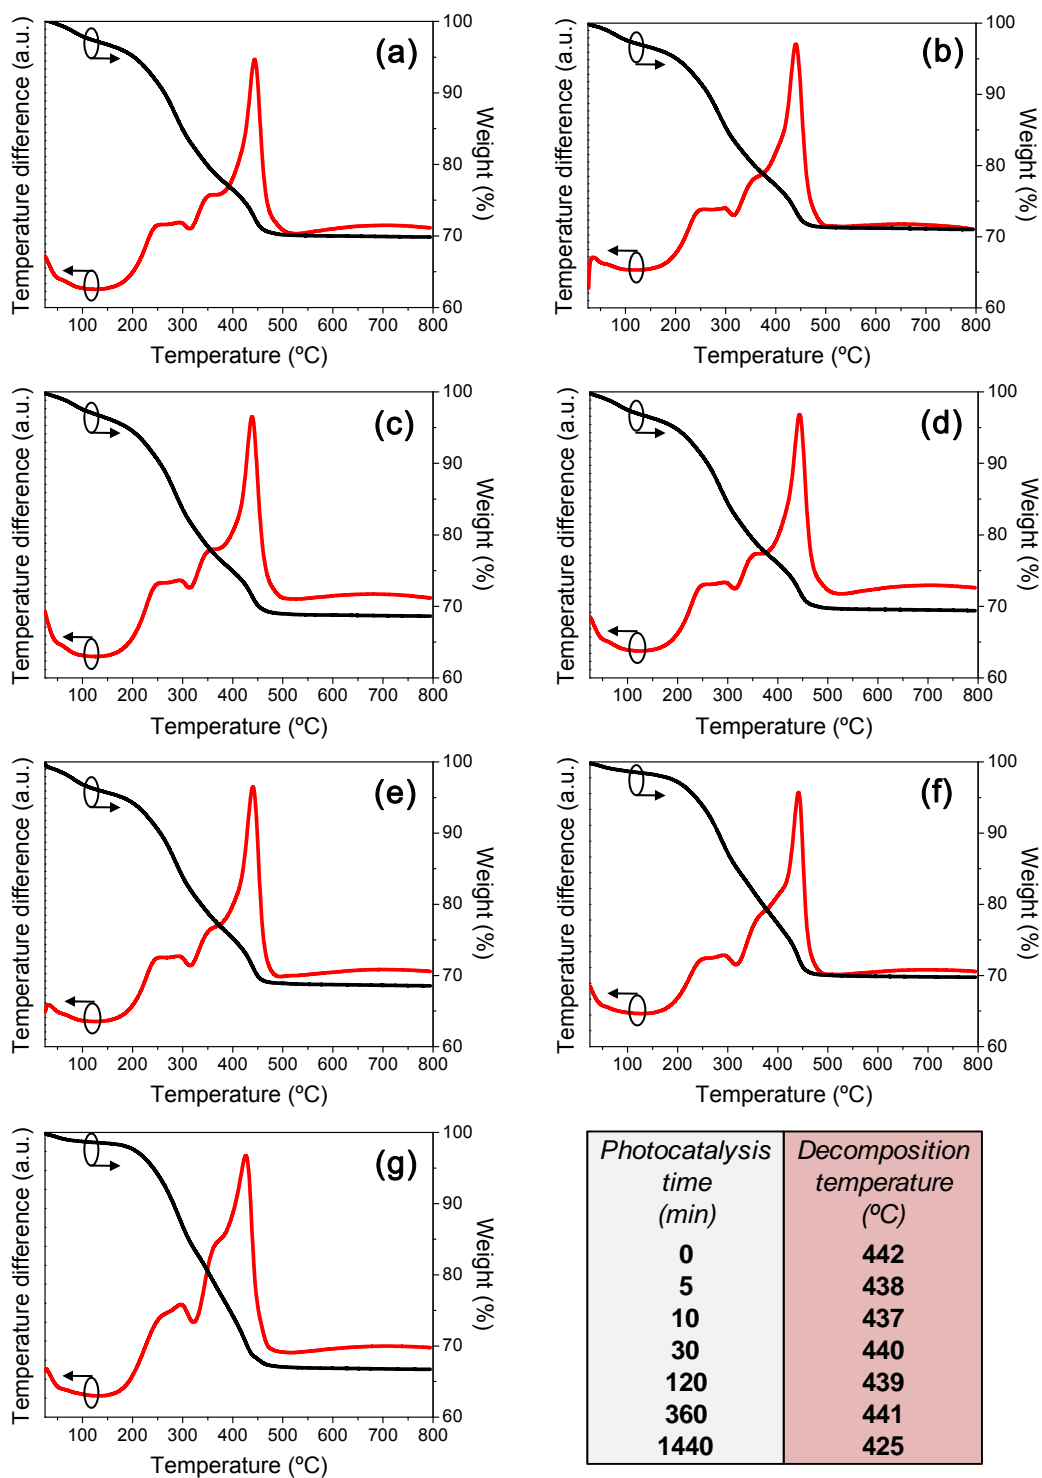 (a)
100
90
80
70
60
100 200 300 400 500 600 700 800
Temperature difference (a.u.)
Weight (%)
Temperature (ºC)
(b)
100
90
80
70
60
100 200 300 400 500 600 700 800
Temperature difference (a.u.)
Weight (%)
Temperature (ºC)
(c)
100
90
80
70
60
100 200 300 400 500 600 700 800
Temperature difference (a.u.)
Weight (%)
Temperature (ºC)
(d)
100
90
80
70
60
100 200 300 400 500 600 700 800
Temperature difference (a.u.)
Weight (%)
Temperature (ºC)
(e)
100
90
80
70
60
100 200 300 400 500 600 700 800
Temperature difference (a.u.)
Weight (%)
Temperature (ºC)
(f)
100
90
80
70
60
100 200 300 400 500 600 700 800
Temperature difference (a.u.)
Weight (%)
Temperature (ºC)
(g)
100
90
80
70
60
100 200 300 400 500 600 700 800
Temperature difference (a.u.)
Weight (%)
Temperature (ºC)
Photocatalysis Decomposition
time temperature
(min) (ºC)
0 442
5 438
10 437
30 440
120 439
360 441
1440 425